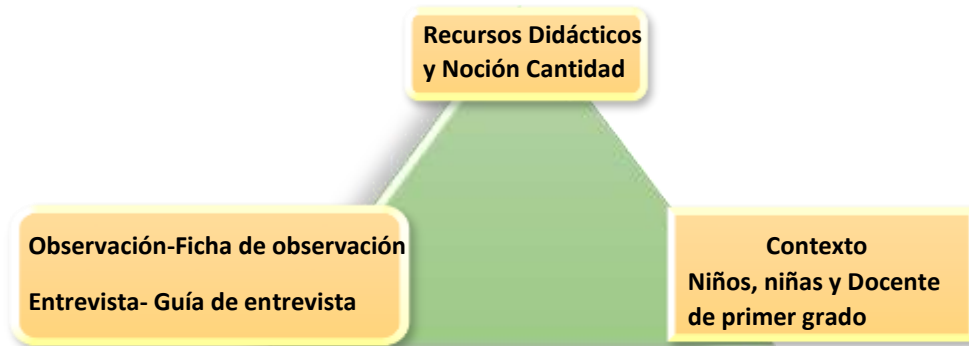 Recursos Didácticos
y Noción Cantidad
Observación-Ficha de observación
Entrevista- Guía de entrevista
Contexto
Niños, niñas y Docente
de primer grado